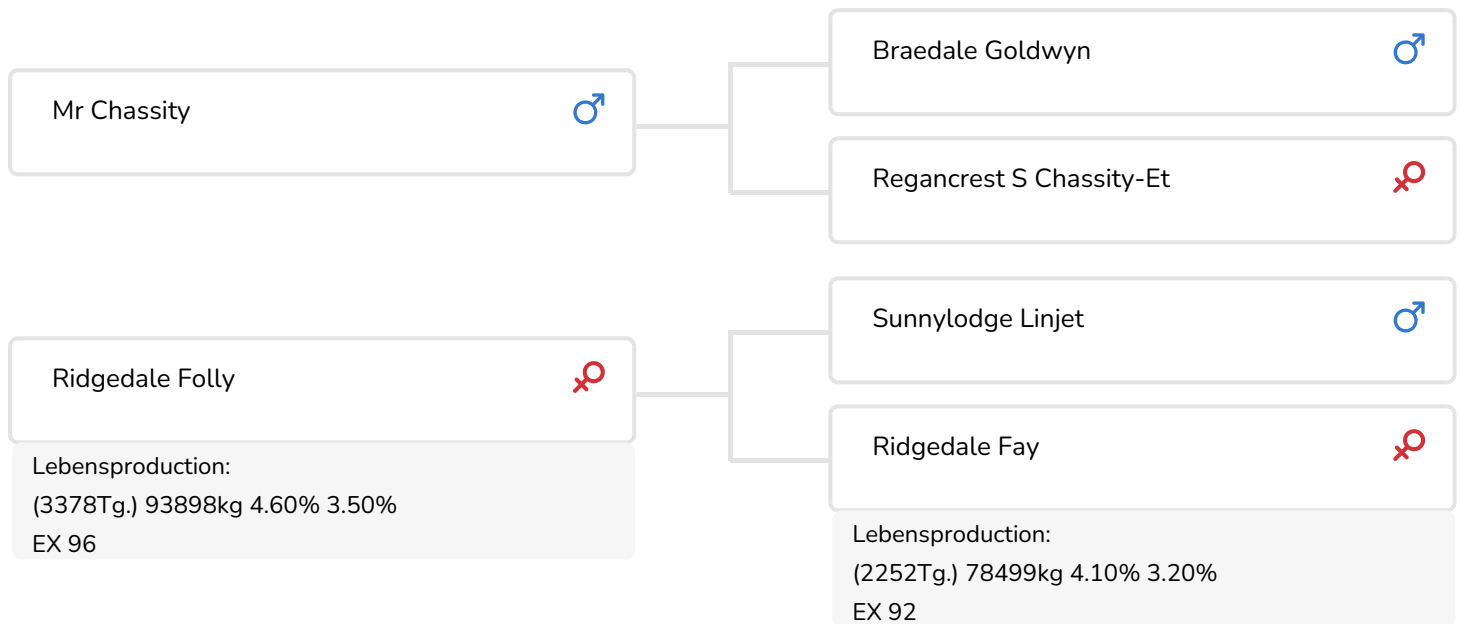 Mr Chassity
Braedale Goldwyn
Regancrest S Chassity-Et
Ridgedale Folly
Lebensproduction:
(3378Tg.) 93898kg 4.60% 3.50%
EX 96
Sunnylodge Linjet
Ridgedale Fay
Lebensproduction:
(2252Tg.) 78499kg 4.10% 3.20%
EX 92